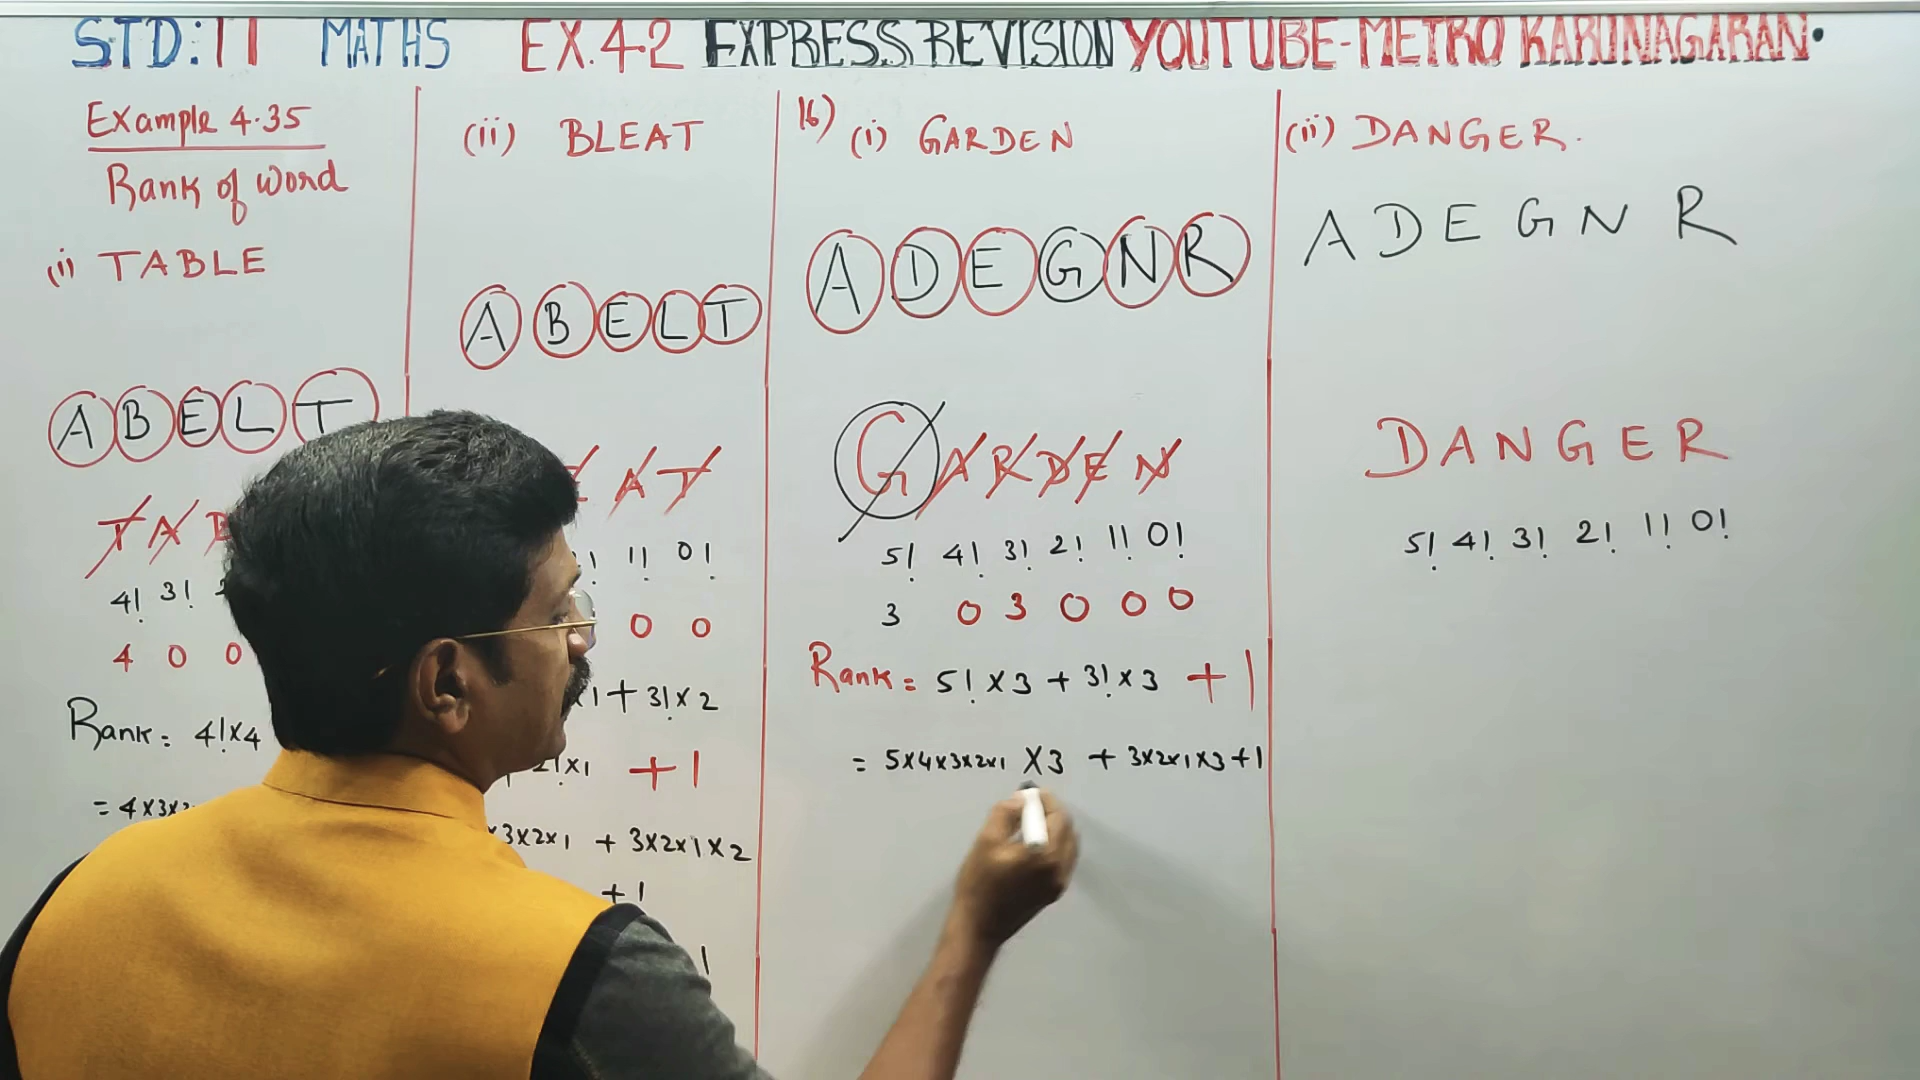 STD:11 MATHS EX.4.2 EXPRESS REVISION YOUTUBE-METRO KARUNAGARAN.
Example 4.35
Rank of Word
(i) TABLE
A B E L T
T A B
4! 3! 2
4 0 0
Rank = 4!x4
= 4x3x2
(ii) BLEAT
A B E L T
E A T
! 1! 0!
0 0
x1 + 3!x2
+ 2!x1 +1
x3x2x1 + 3x2x1x2
+1
1
16) (i) GARDEN
A D E G N R
G A R D E N
5! 4! 3! 2! 1! 0!
3 0 3 0 0 0
Rank = 5!x3 + 3!x3 +1
= 5x4x3x2x1 x3 + 3x2x1x3+1
(ii) DANGER.
A D E G N R
D A N G E R
5! 4! 3! 2! 1! 0!